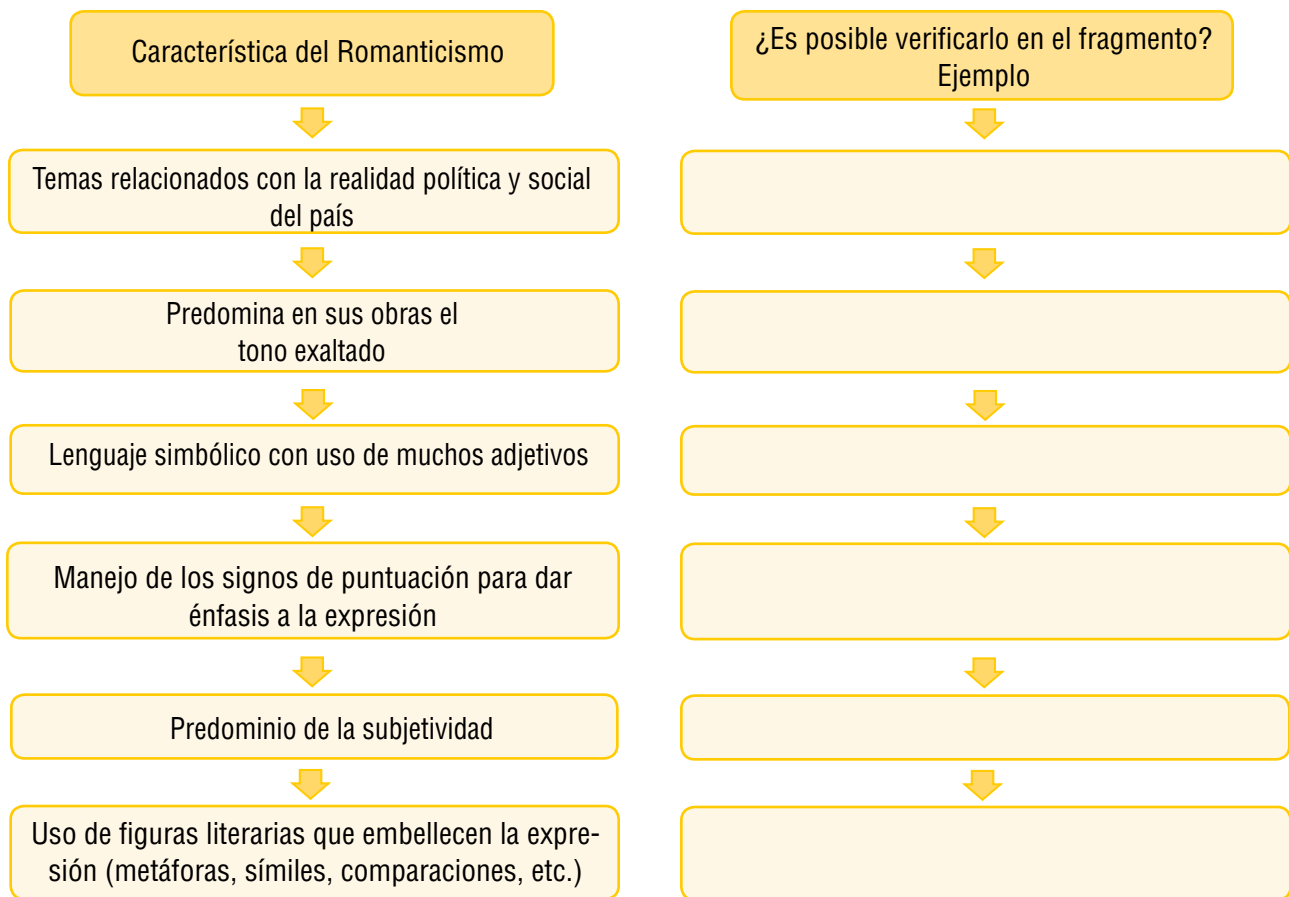 Característica del Romanticismo
¿Es posible verificarlo en el fragmento?
Ejemplo
Temas relacionados con la realidad política y social
del país
Predomina en sus obras el
tono exaltado
Lenguaje simbólico con uso de muchos adjetivos
Manejo de los signos de puntuación para dar
énfasis a la expresión
Predominio de la subjetividad
Uso de figuras literarias que embellecen la expre-
sión (metáforas, símiles, comparaciones, etc.)